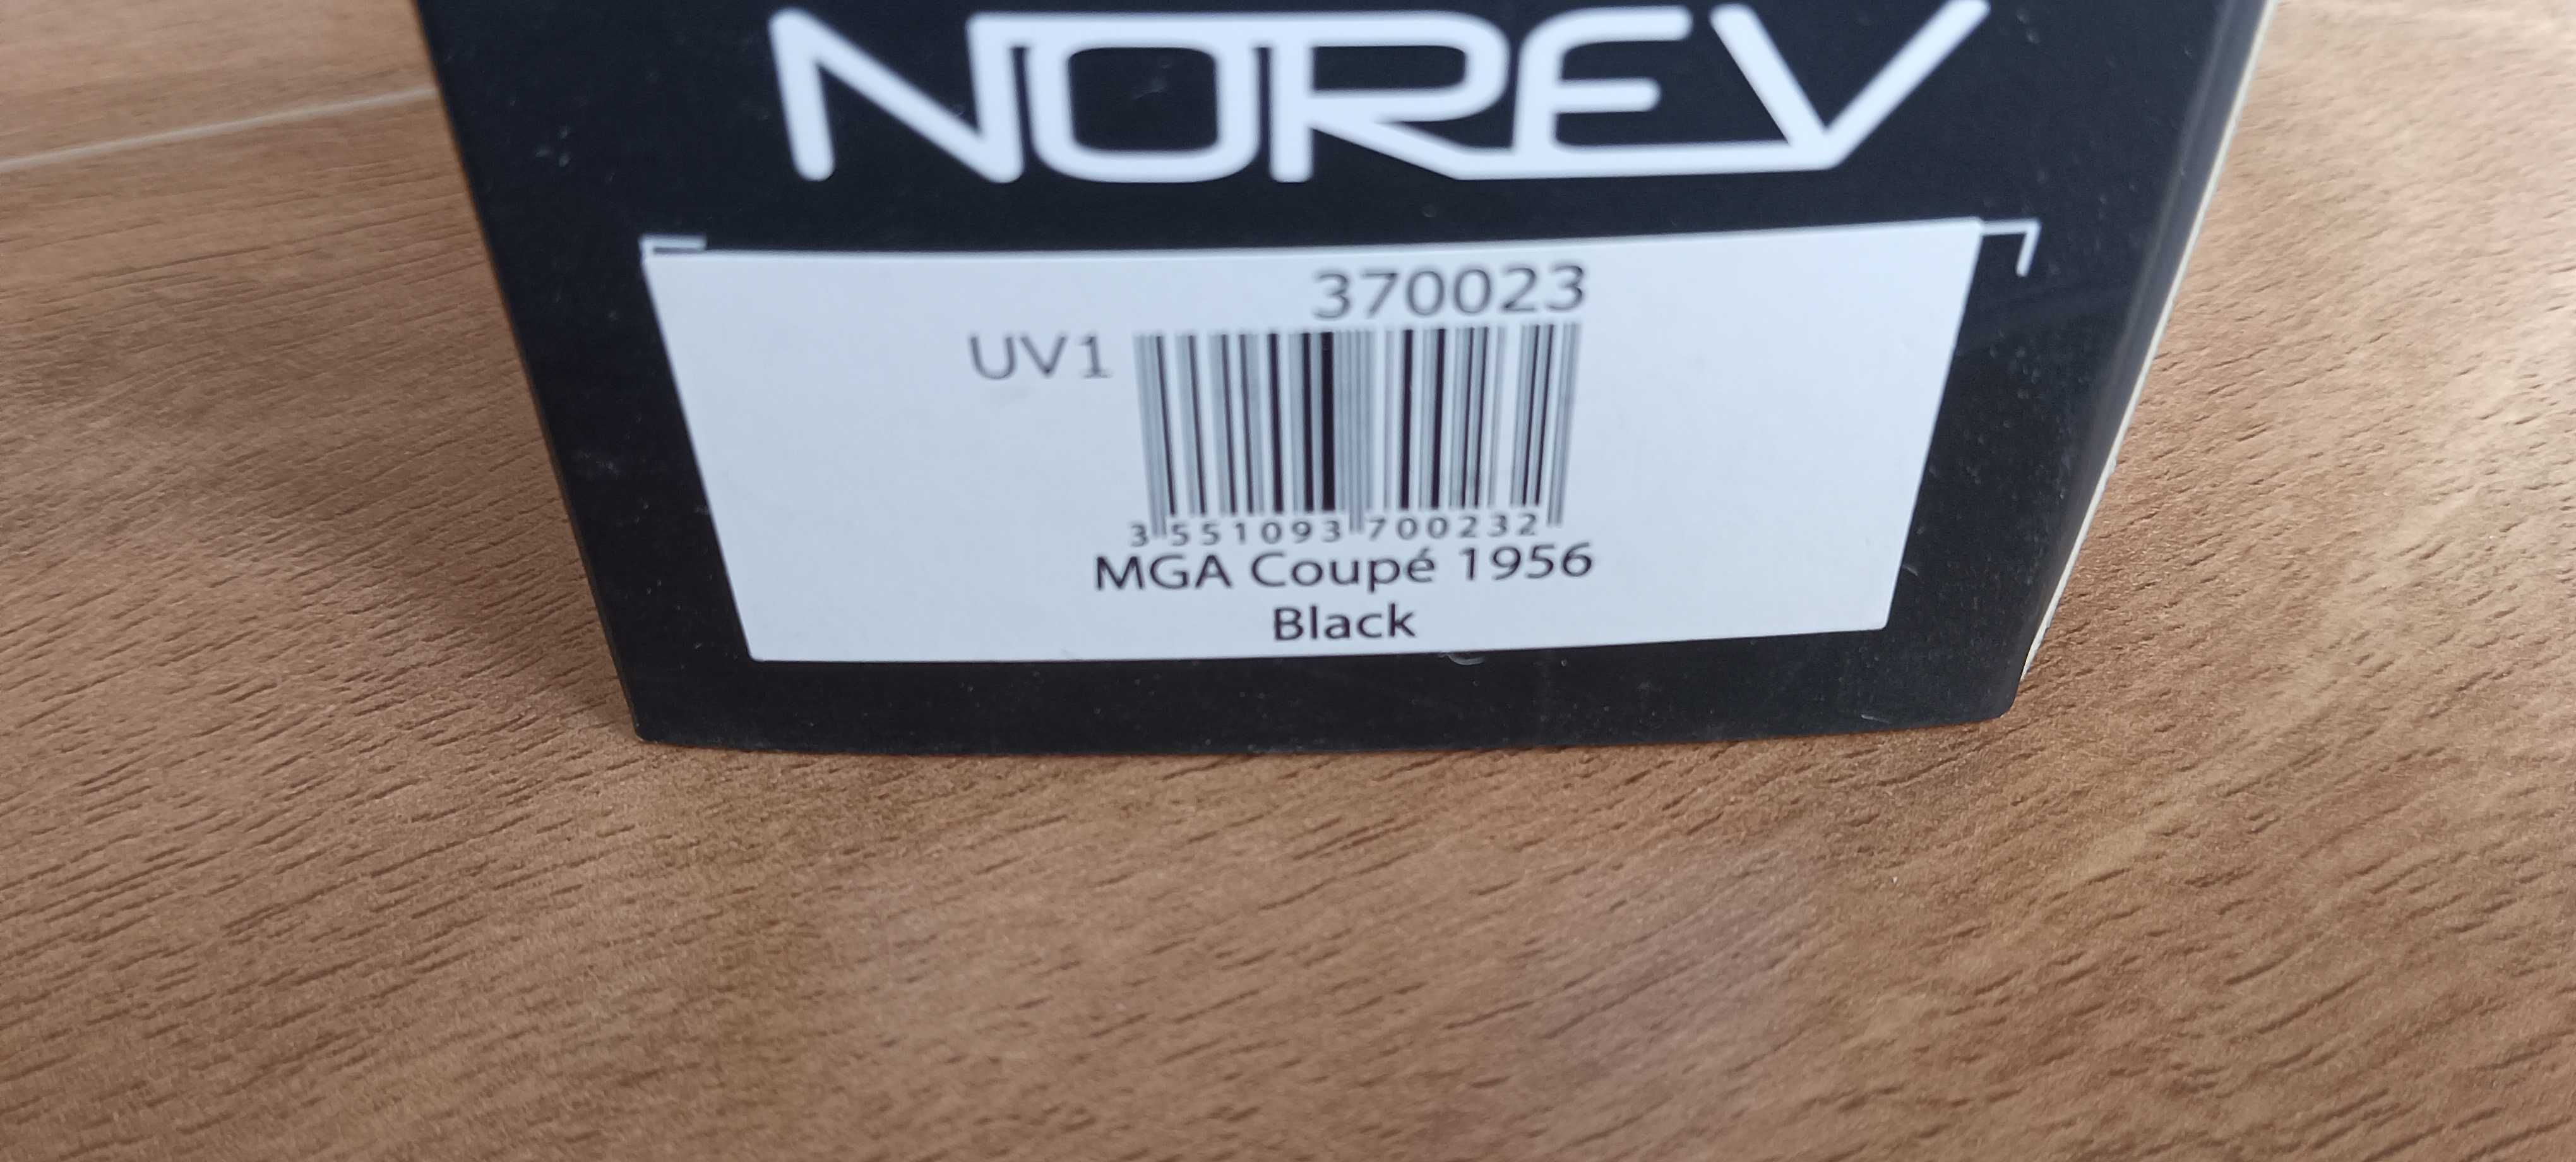 NOREV
370023
UV1
3 551093 700232
MGA Coupé 1956
Black